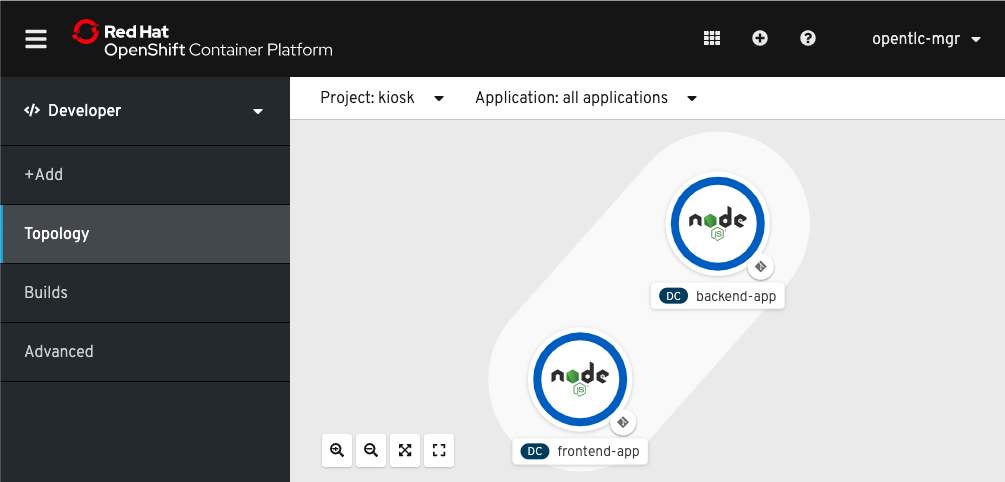 Red Hat
OpenShift Container Platform
opentlc-mgr
Developer
Project: kiosk
Application: all applications
+Add
Topology
Builds
Advanced
node
JS
DC backend-app
node
JS
DC frontend-app